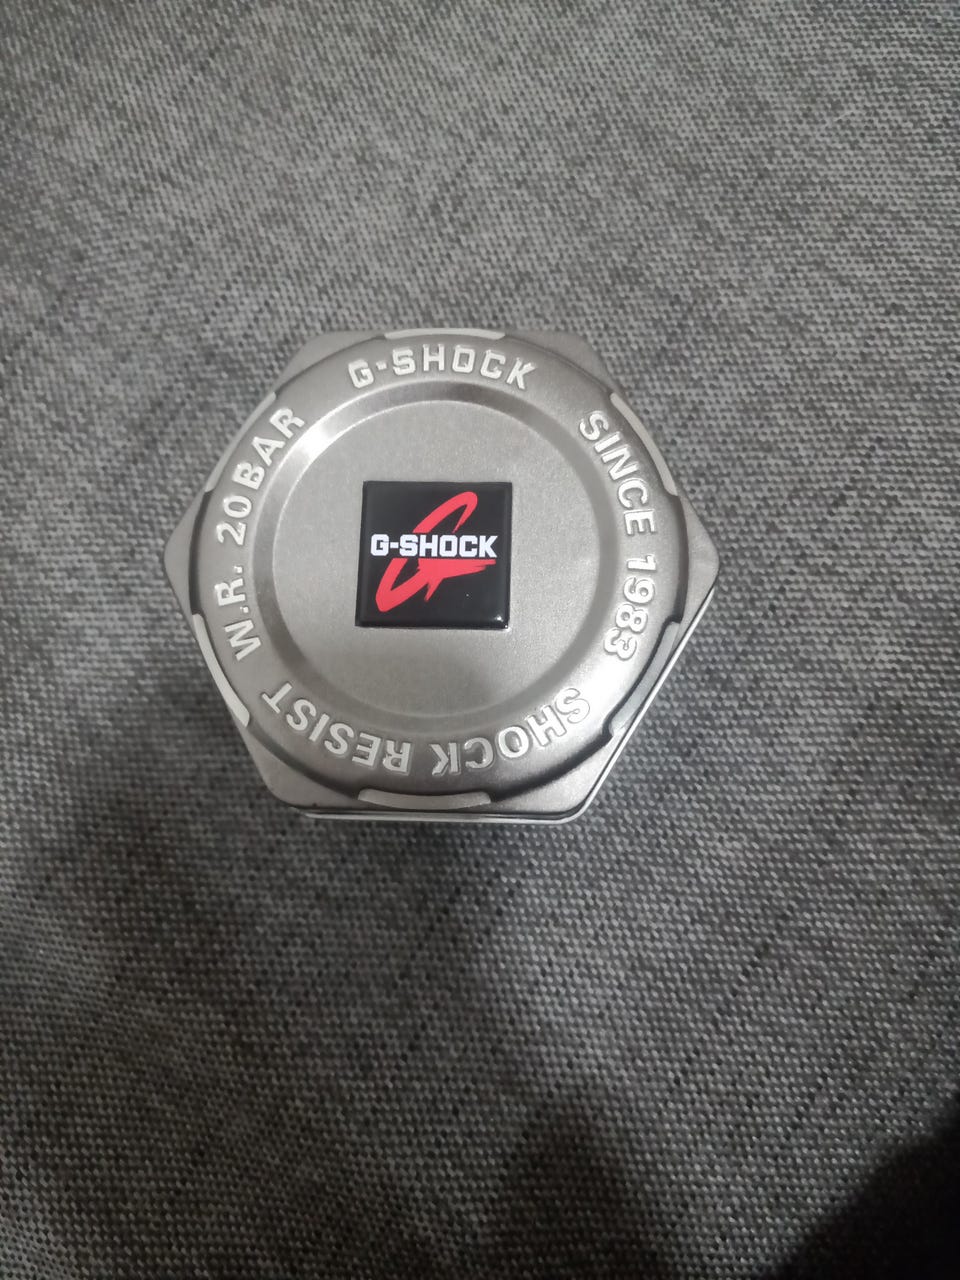 G-SHOCK
SINCE 1983
SHOCK RESIST
W.R. 20BAR
G-SHOCK